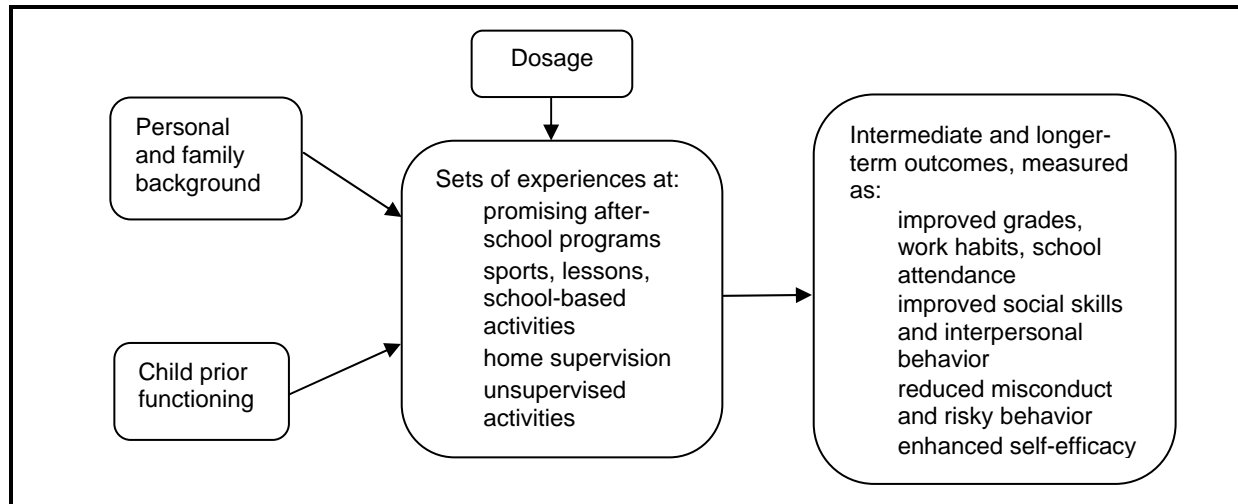 Dosage
Personal
and family
background
Child prior
functioning
Sets of experiences at:
promising after-
school programs
sports, lessons,
school-based
activities
home supervision
unsupervised
activities
Intermediate and longer-
term outcomes, measured
as:
improved grades,
work habits, school
attendance
improved social skills
and interpersonal
behavior
reduced misconduct
and risky behavior
enhanced self-efficacy